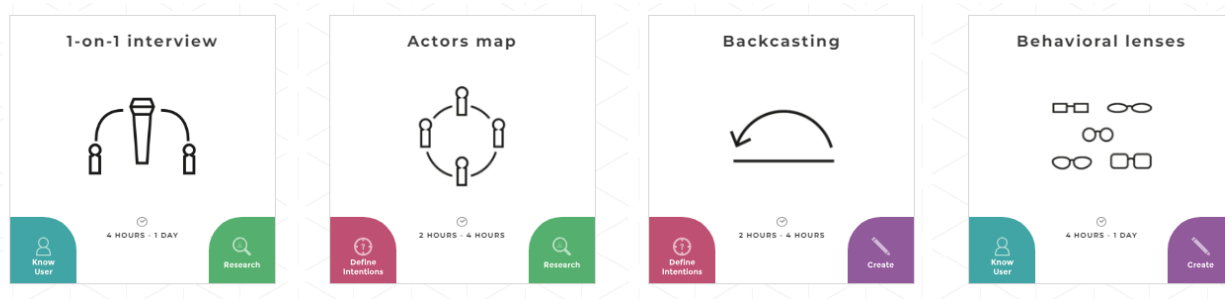 1-on-1 interview
4 HOURS - 1 DAY
Know
User
Research
Actors map
2 HOURS - 4 HOURS
Define
Intentions
Research
Backcasting
2 HOURS - 4 HOURS
Define
Intentions
Create
Behavioral lenses
4 HOURS - 1 DAY
Know
User
Create